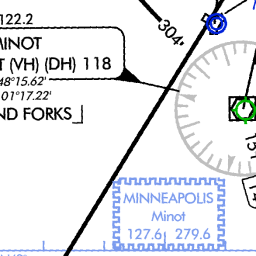 122.2
304°
MINOT
T (VH) (DH) 118
48°15.62'
01°17.22'
ND FORKS
MINNEAPOLIS
Minot
127.6 279.6